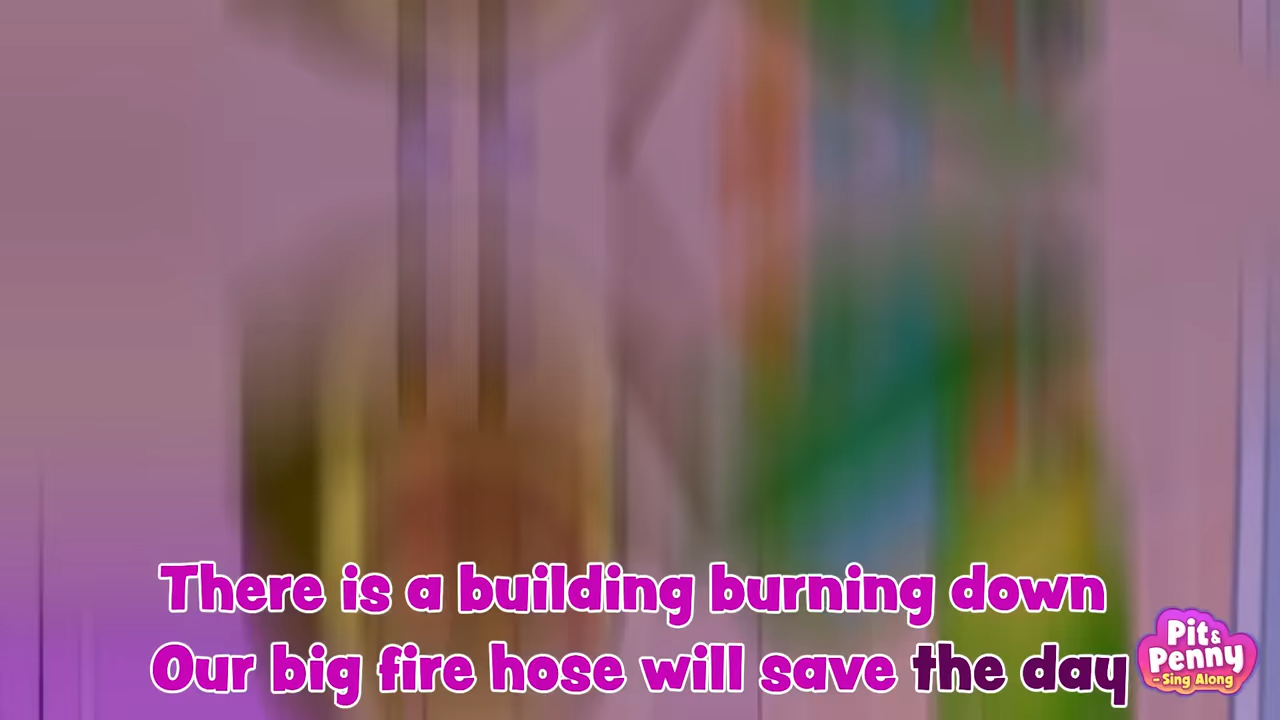 There is a building burning down
Our big fire hose will save the day
Pit &
Penny
- Sing Along